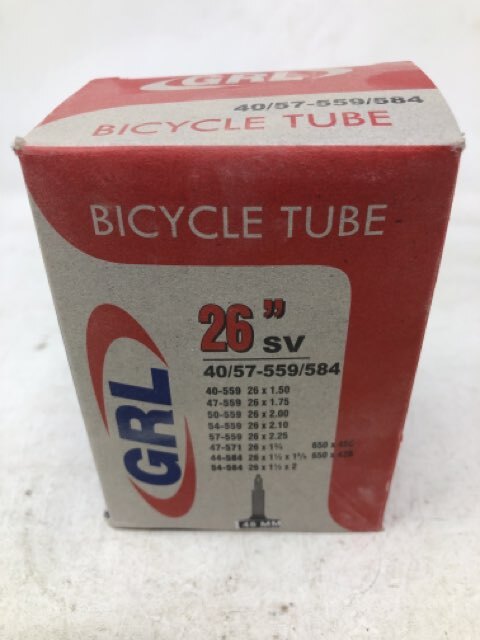 GRL
40/57-559/584
BICYCLE TUBE
BICYCLE TUBE
GRL
26" SV
40/57-559/584
40-559 26 x 1.50
47-559 26 x 1.75
50-559 26 x 2.00
54-559 26 x 2.10
57-559 26 x 2.25
47-571 26 x 1¾ 650 x 45C
44-584 26 x 1½ x 1⅝ 650 x 42B
54-584 26 x 1½ x 2
48 MM